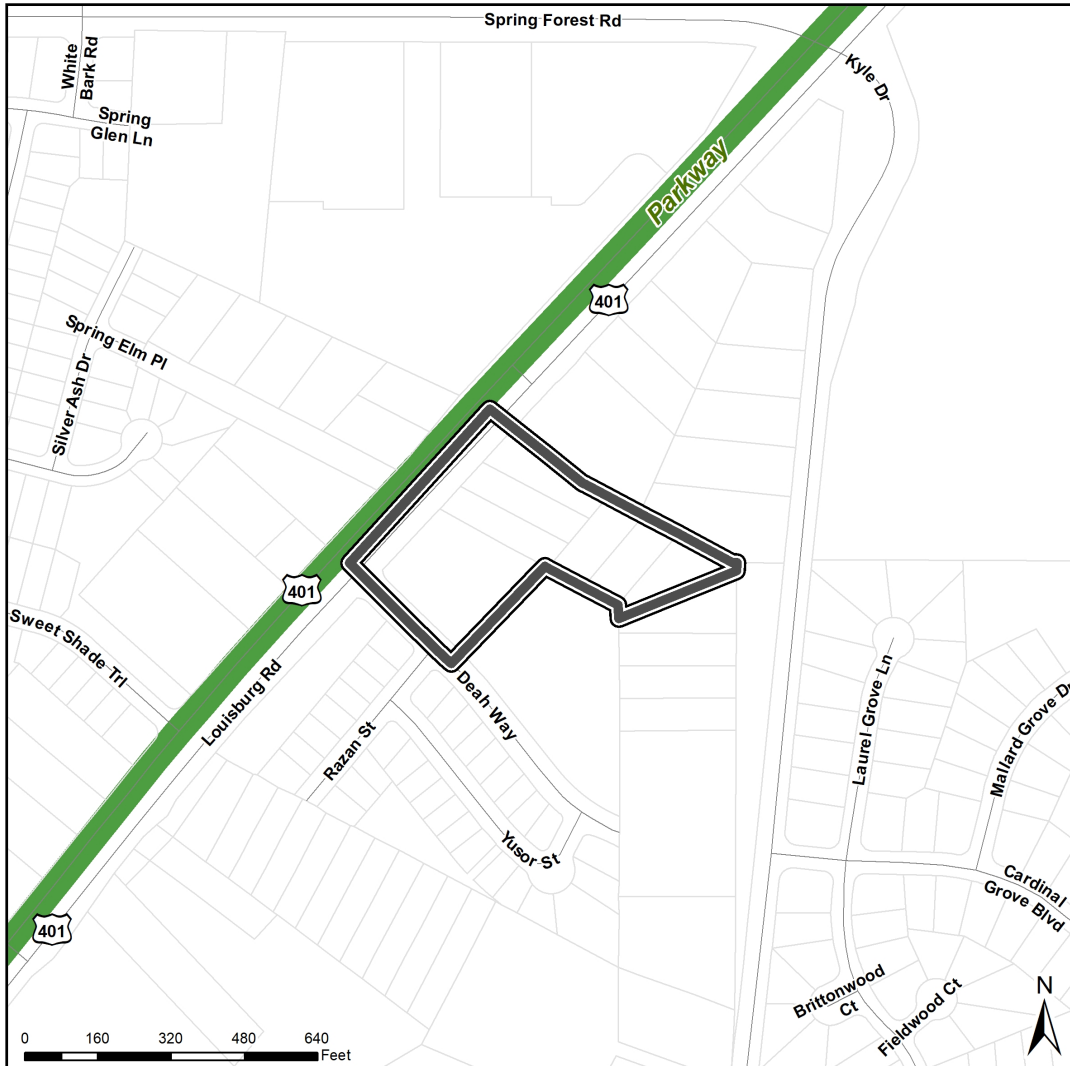 Spring Forest Rd
White
Bark Rd
Kyle Dr
Spring
Glen Ln
Parkway
401
Spring Elm Pl
Silver Ash Dr
401
Sweet Shade Trl
Louisburg Rd
Deah Way
Razan St
Laurel Grove Ln
Mallard Grove Dr
Yusor St
Cardinal
Grove Blvd
401
Brittonwood
Ct
Fieldwood Ct
N
0 160 320 480 640
Feet